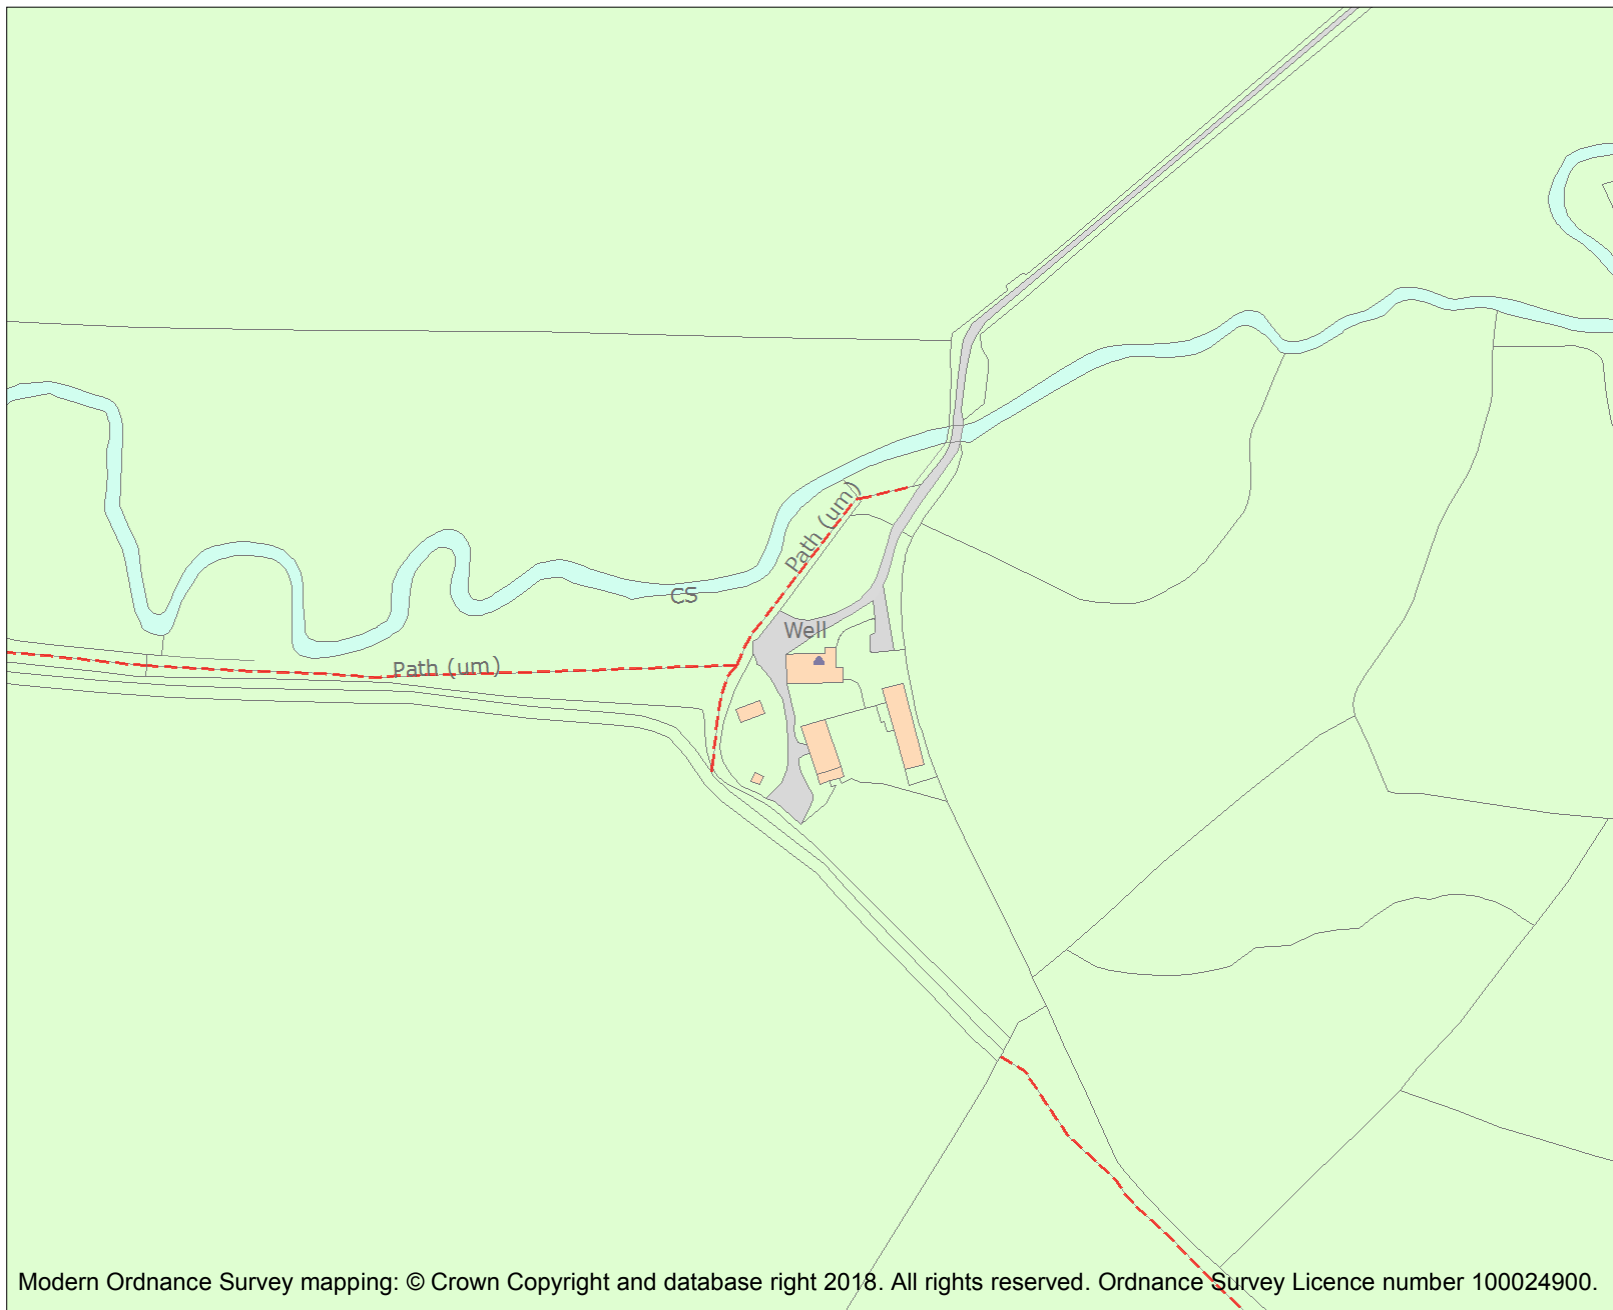 Path (um)
CS
Well
Path (um)
Modern Ordnance Survey mapping: © Crown Copyright and database right 2018. All rights reserved. Ordnance Survey Licence number 100024900.